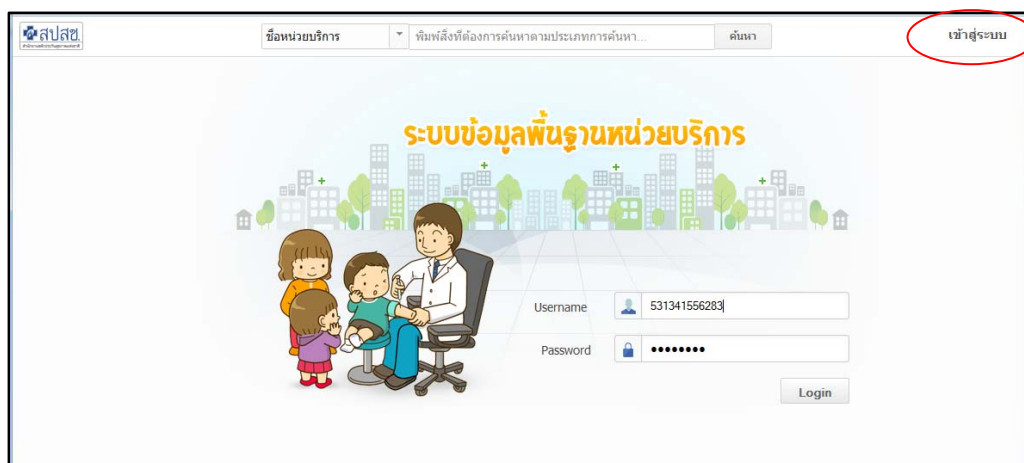 สปสช.
ชื่อหน่วยบริการ พิมพ์สิ่งที่ต้องการค้นหาตามประเภทการค้นหา... ค้นหา เข้าสู่ระบบ
ระบบข้อมูลพื้นฐานหน่วยบริการ
Username 531341556283
Password ••••••••
Login